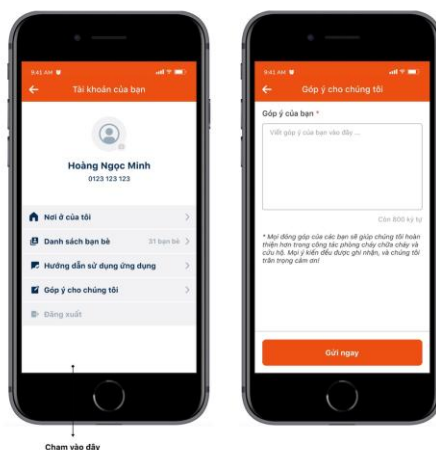 9:41 AM
Tài khoản của bạn
Hoàng Ngọc Minh
0123 123 123
Nơi ở của tôi
Danh sách bạn bè 31 bạn bè
Hướng dẫn sử dụng ứng dụng
Góp ý cho chúng tôi
Đăng xuất
Chạm vào đây
9:41 AM
Góp ý cho chúng tôi
Góp ý của bạn *
Viết góp ý của bạn vào đây ...
Còn 800 ký tự
* Mọi đóng góp của các bạn sẽ giúp chúng tôi hoàn
thiện hơn trong công tác phòng cháy chữa cháy và
cứu hộ. Mọi ý kiến đều được ghi nhận, và chúng tôi
trân trọng cảm ơn!
Gửi ngay